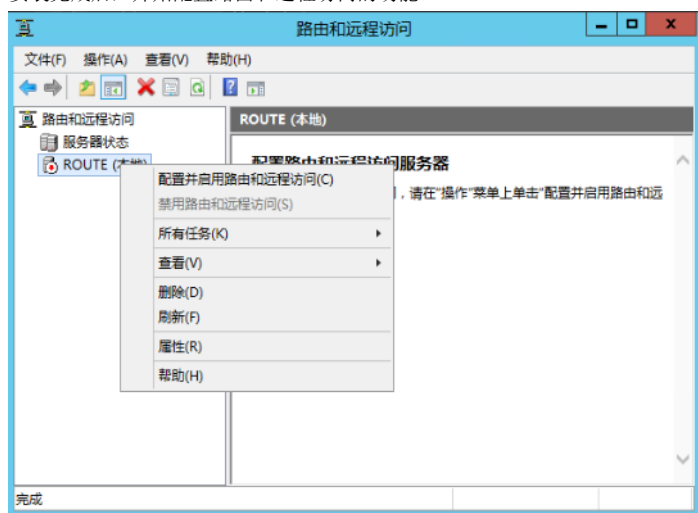 路由和远程访问
文件(F) 操作(A) 查看(V) 帮助(H)
路由和远程访问
服务器状态
ROUTE (本地)
ROUTE (本地)
配置路由和远程访问服务器
，请在"操作"菜单上单击"配置并启用路由和远
配置并启用路由和远程访问(C)
禁用路由和远程访问(S)
所有任务(K)
查看(V)
删除(D)
刷新(F)
属性(R)
帮助(H)
完成